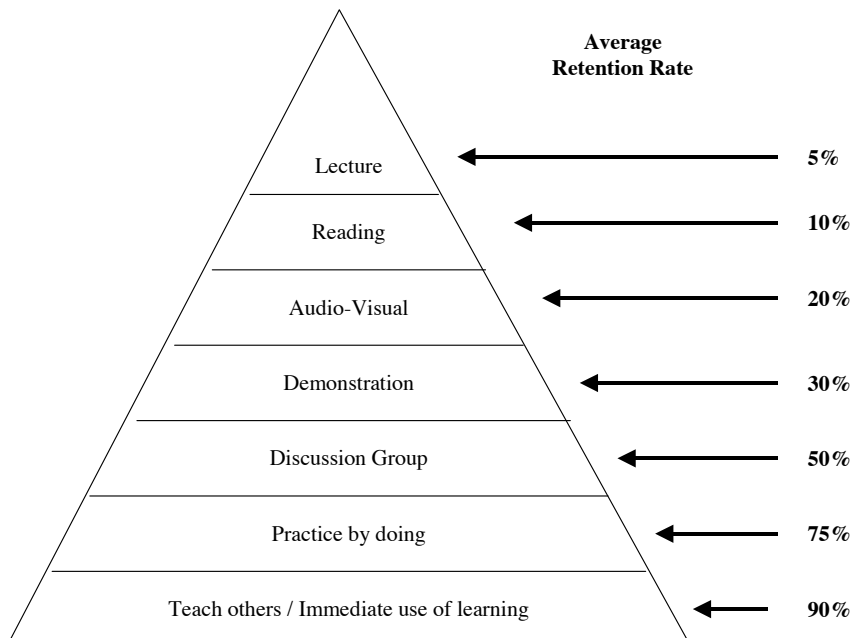 Average
Retention Rate
Lecture 5%
Reading 10%
Audio-Visual 20%
Demonstration 30%
Discussion Group 50%
Practice by doing 75%
Teach others / Immediate use of learning 90%